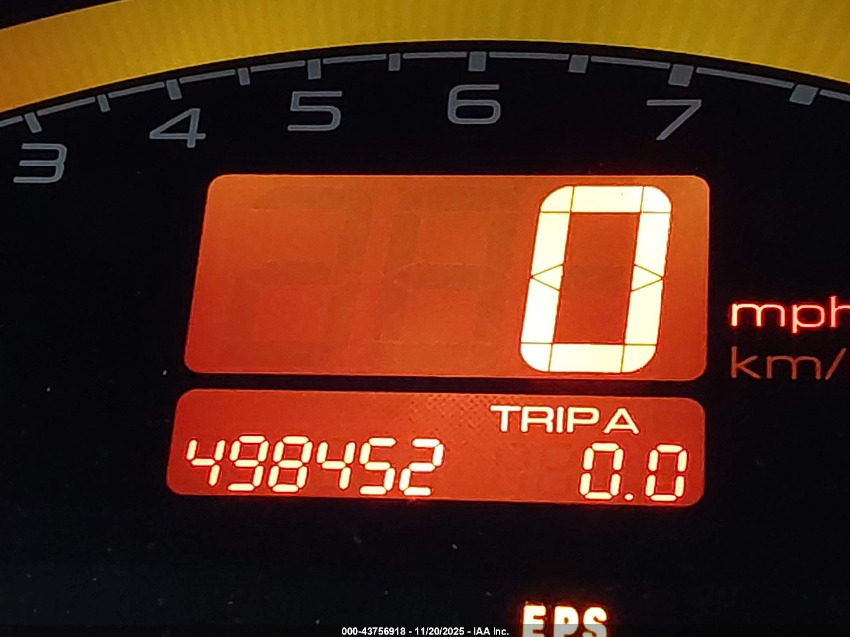 3 4 5 6 7
0
mph
km/
TRIP A
498452 0.0
EPS
000-43756918 - 11/20/2025 - IAA Inc.